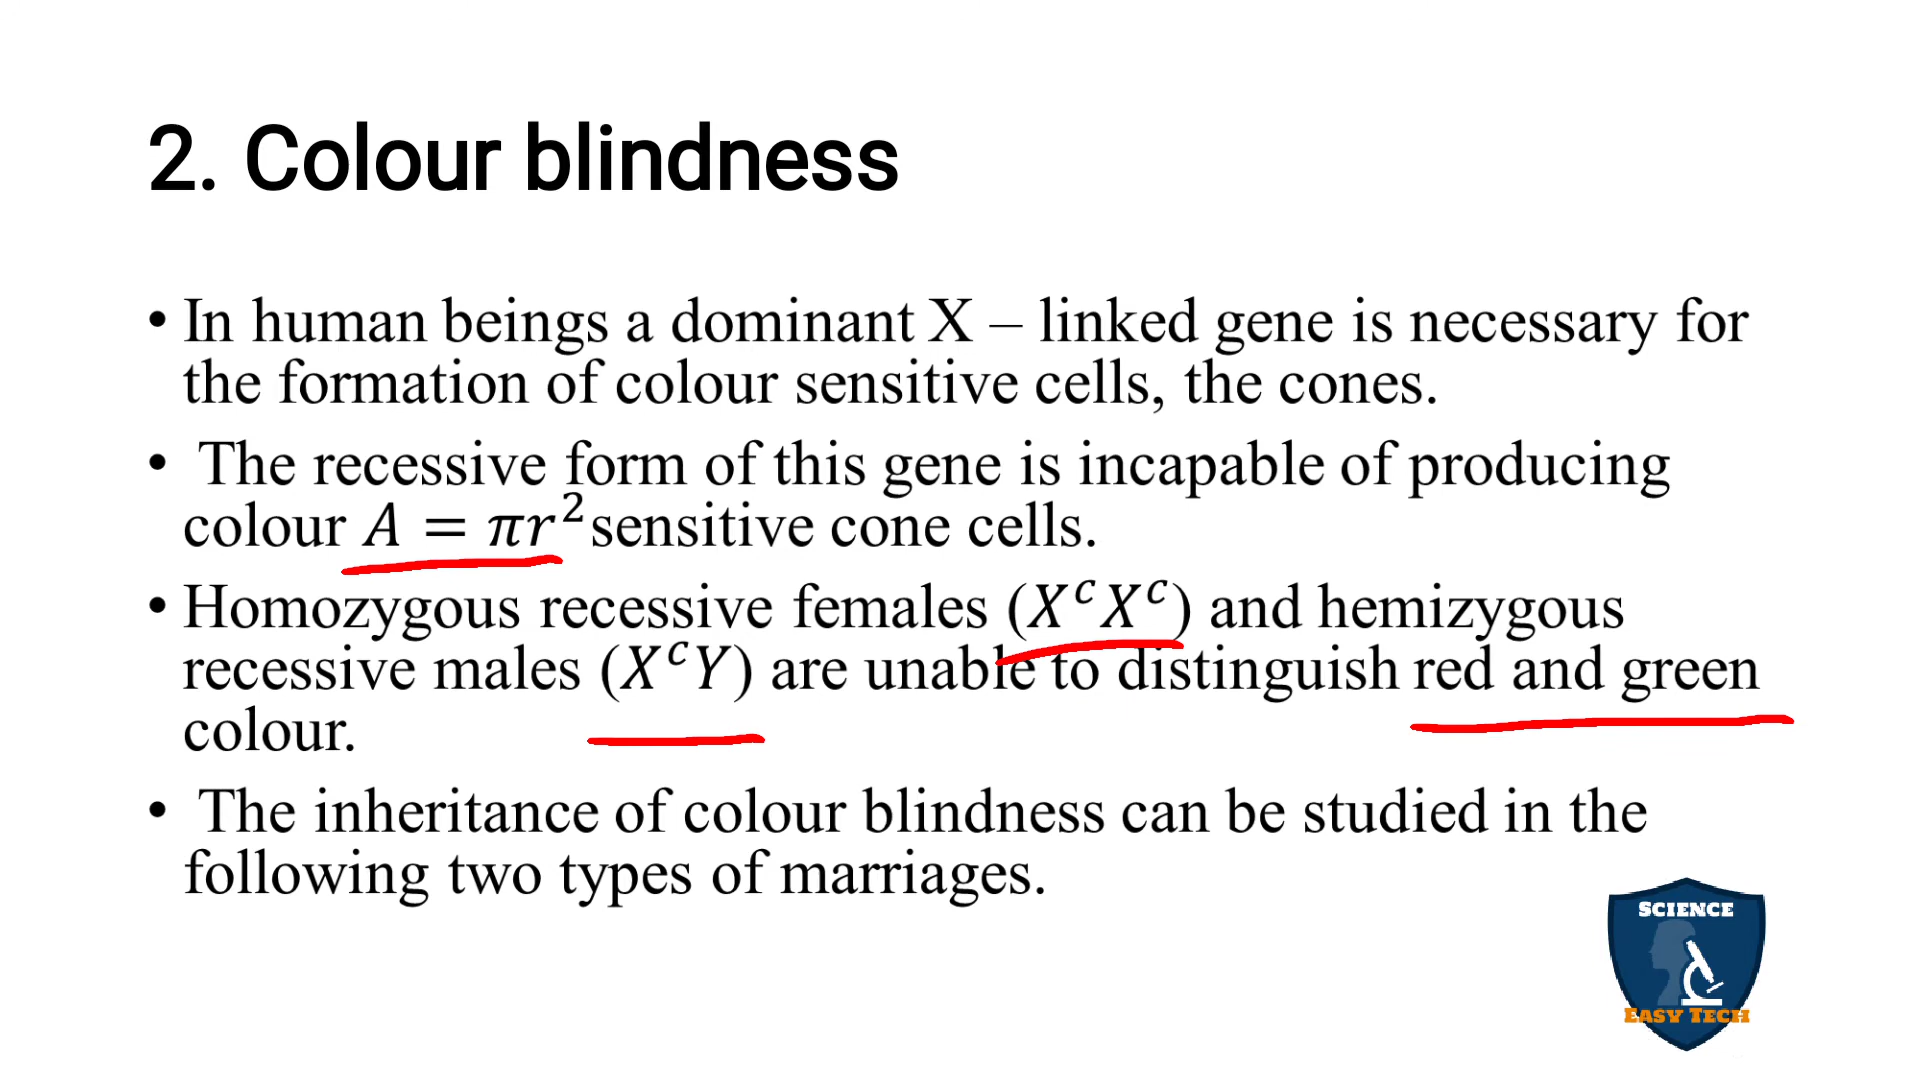 2. Colour blindness
• In human beings a dominant X – linked gene is necessary for
the formation of colour sensitive cells, the cones.
• The recessive form of this gene is incapable of producing
colour A = πr² sensitive cone cells.
• Homozygous recessive females (XᶜXᶜ) and hemizygous
recessive males (XᶜY) are unable to distinguish red and green
colour.
• The inheritance of colour blindness can be studied in the
following two types of marriages.
SCIENCE
EASY TECH